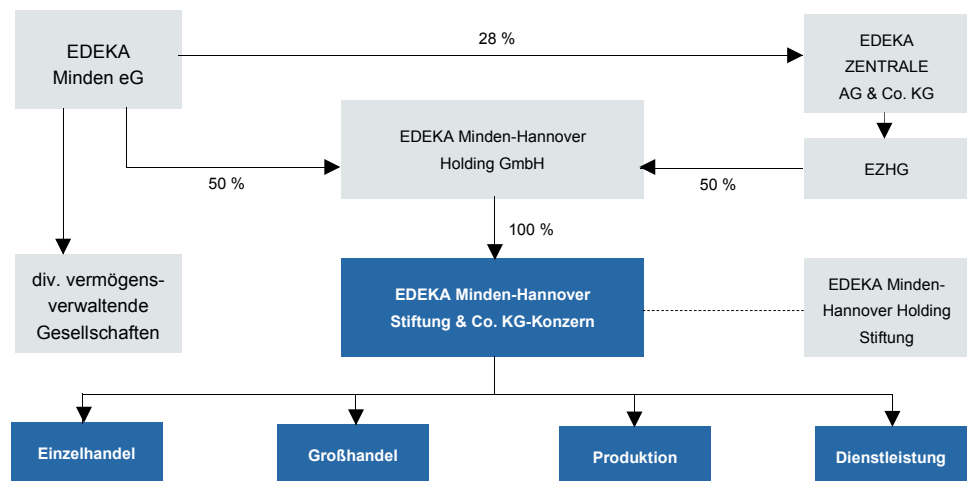 EDEKA
Minden eG
28 %
EDEKA
ZENTRALE
AG & Co. KG
EDEKA Minden-Hannover
Holding GmbH
50 %
50 %
EZHG
100 %
div. vermögens-
verwaltende
Gesellschaften
EDEKA Minden-Hannover
Stiftung & Co. KG-Konzern
EDEKA Minden-
Hannover Holding
Stiftung
Einzelhandel
Großhandel
Produktion
Dienstleistung